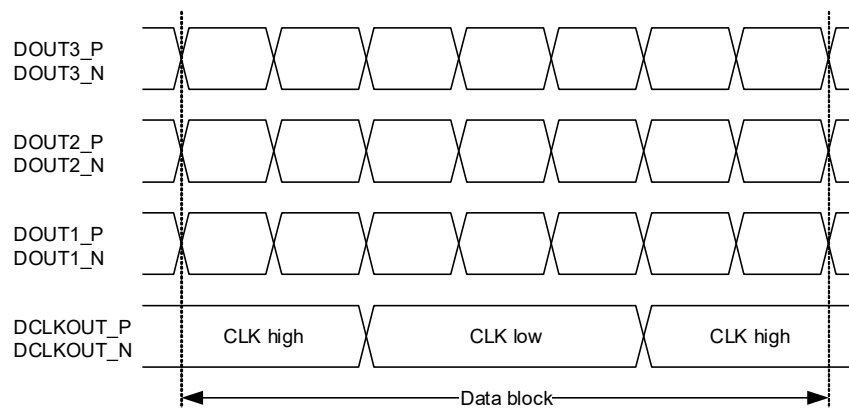 DOUT3_P
DOUT3_N
DOUT2_P
DOUT2_N
DOUT1_P
DOUT1_N
DCLKOUT_P
DCLKOUT_N
CLK high
CLK low
CLK high
Data block